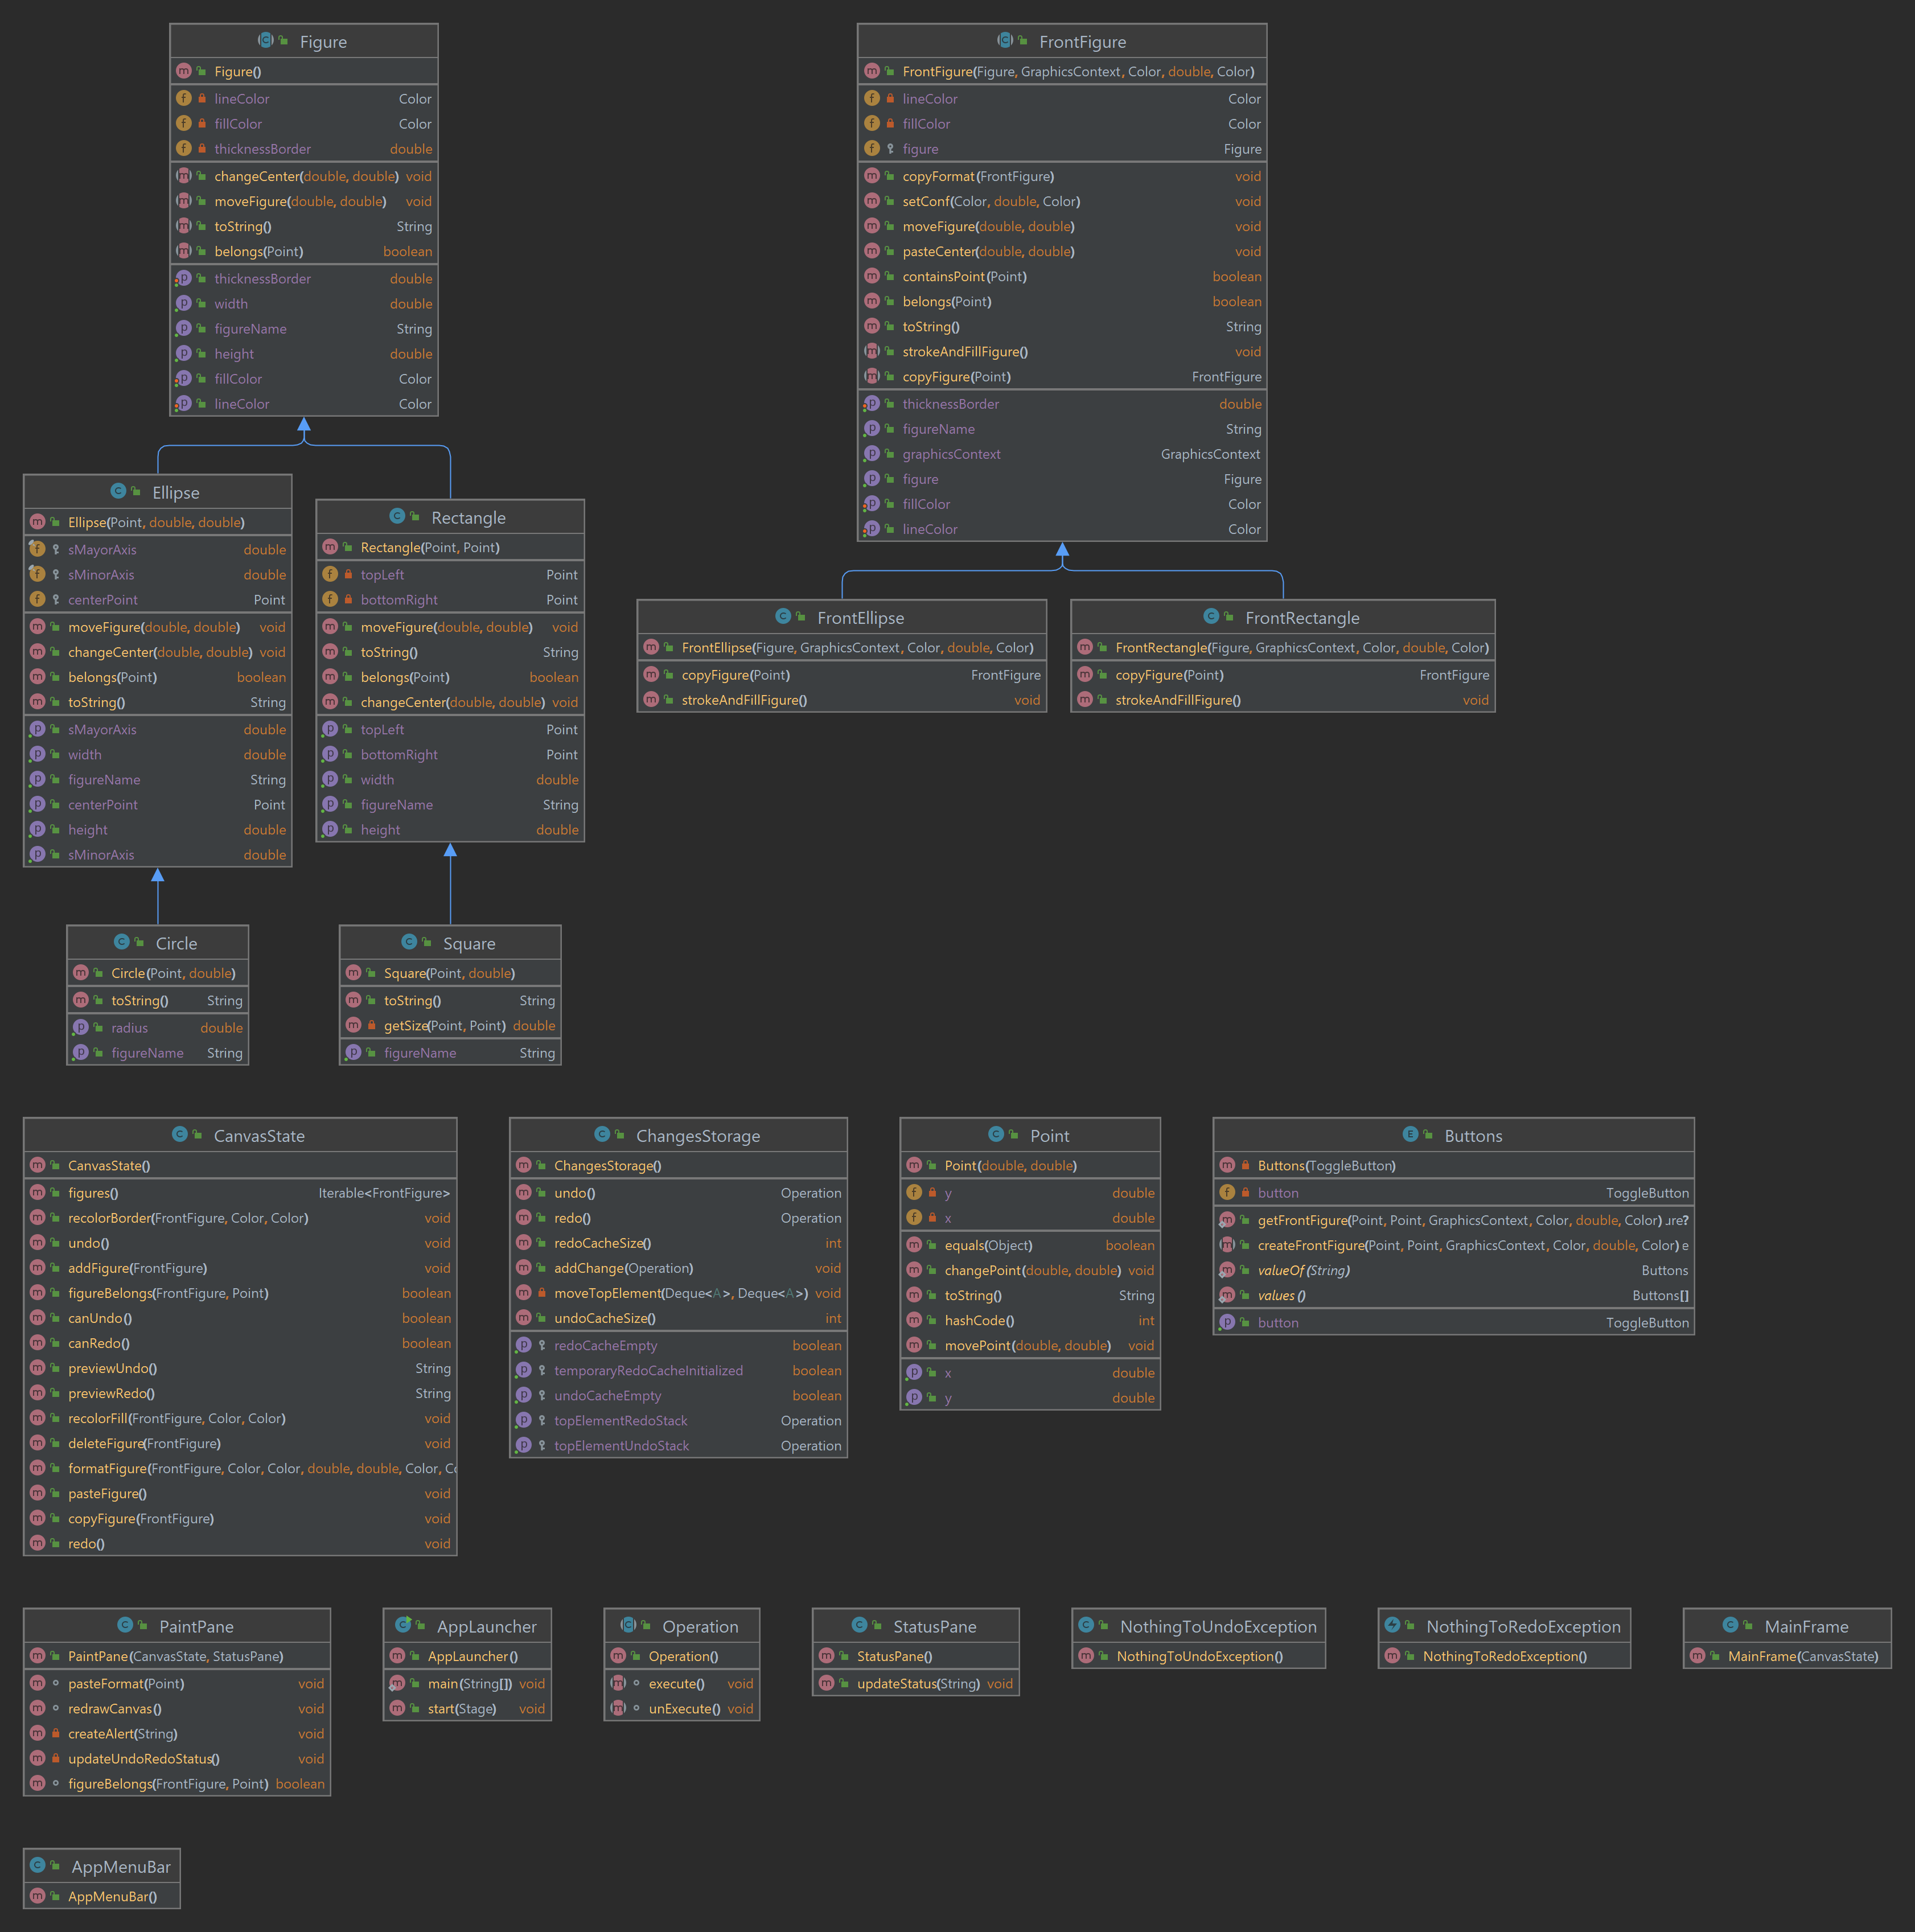 Figure
Figure()
lineColor Color
fillColor Color
thicknessBorder double
changeCenter(double, double) void
moveFigure(double, double) void
toString() String
belongs(Point) boolean
thicknessBorder double
width double
figureName String
height double
fillColor Color
lineColor Color
FrontFigure
FrontFigure(Figure, GraphicsContext, Color, double, Color)
lineColor Color
fillColor Color
figure Figure
copyFormat(FrontFigure) void
setConf(Color, double, Color) void
moveFigure(double, double) void
pasteCenter(double, double) void
containsPoint(Point) boolean
belongs(Point) boolean
toString() String
strokeAndFillFigure() void
copyFigure(Point) FrontFigure
thicknessBorder double
figureName String
graphicsContext GraphicsContext
figure Figure
fillColor Color
lineColor Color
Ellipse
Ellipse(Point, double, double)
sMayorAxis double
sMinorAxis double
centerPoint Point
moveFigure(double, double) void
changeCenter(double, double) void
belongs(Point) boolean
toString() String
sMayorAxis double
width double
figureName String
centerPoint Point
height double
sMinorAxis double
Rectangle
Rectangle(Point, Point)
topLeft Point
bottomRight Point
moveFigure(double, double) void
toString() String
belongs(Point) boolean
changeCenter(double, double) void
topLeft Point
bottomRight Point
width double
figureName String
height double
FrontEllipse
FrontEllipse(Figure, GraphicsContext, Color, double, Color)
copyFigure(Point) FrontFigure
strokeAndFillFigure() void
FrontRectangle
FrontRectangle(Figure, GraphicsContext, Color, double, Color)
copyFigure(Point) FrontFigure
strokeAndFillFigure() void
Circle
Circle(Point, double)
toString() String
radius double
figureName String
Square
Square(Point, double)
toString() String
getSize(Point, Point) double
figureName String
CanvasState
CanvasState()
figures() Iterable<FrontFigure>
recolorBorder(FrontFigure, Color, Color) void
undo() void
addFigure(FrontFigure) void
figureBelongs(FrontFigure, Point) boolean
canUndo() boolean
canRedo() boolean
previewUndo() String
previewRedo() String
recolorFill(FrontFigure, Color, Color) void
deleteFigure(FrontFigure) void
formatFigure(FrontFigure, Color, Color, double, double, Color, Co
pasteFigure() void
copyFigure(FrontFigure) void
redo() void
ChangesStorage
ChangesStorage()
undo() Operation
redo() Operation
redoCacheSize() int
addChange(Operation) void
moveTopElement(Deque<A>, Deque<A>) void
undoCacheSize() int
redoCacheEmpty boolean
temporaryRedoCacheInitialized boolean
undoCacheEmpty boolean
topElementRedoStack Operation
topElementUndoStack Operation
Point
Point(double, double)
y double
x double
equals(Object) boolean
changePoint(double, double) void
toString() String
hashCode() int
movePoint(double, double) void
x double
y double
Buttons
Buttons(ToggleButton)
button ToggleButton
getFrontFigure(Point, Point, GraphicsContext, Color, double, Color) ure?
createFrontFigure(Point, Point, GraphicsContext, Color, double, Color) e
valueOf(String) Buttons
values() Buttons[]
button ToggleButton
PaintPane
PaintPane(CanvasState, StatusPane)
pasteFormat(Point) void
redrawCanvas() void
createAlert(String) void
updateUndoRedoStatus() void
figureBelongs(FrontFigure, Point) boolean
AppLauncher
AppLauncher()
main(String[]) void
start(Stage) void
Operation
Operation()
execute() void
unExecute() void
StatusPane
StatusPane()
updateStatus(String) void
NothingToUndoException
NothingToUndoException()
NothingToRedoException
NothingToRedoException()
MainFrame
MainFrame(CanvasState)
AppMenuBar
AppMenuBar()